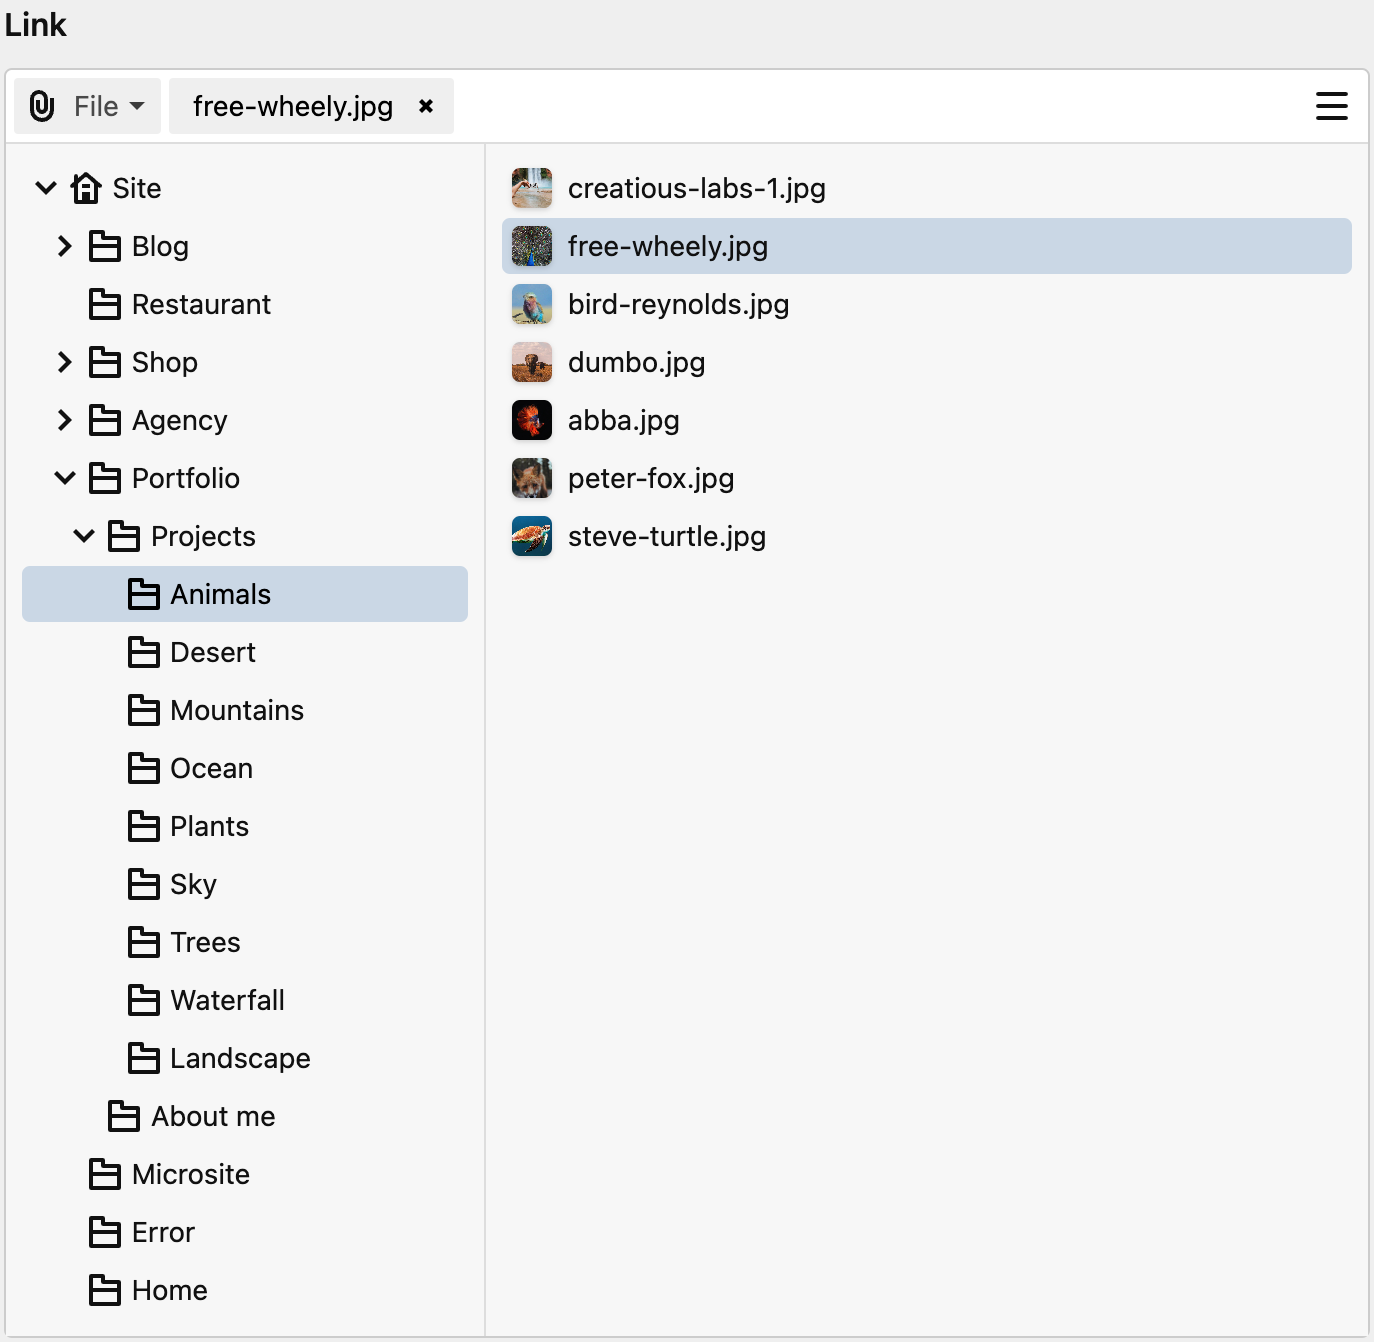 Link
File
free-wheely.jpg
Site
Blog
Restaurant
Shop
Agency
Portfolio
Projects
Animals
Desert
Mountains
Ocean
Plants
Sky
Trees
Waterfall
Landscape
About me
Microsite
Error
Home
creatious-labs-1.jpg
free-wheely.jpg
bird-reynolds.jpg
dumbo.jpg
abba.jpg
peter-fox.jpg
steve-turtle.jpg